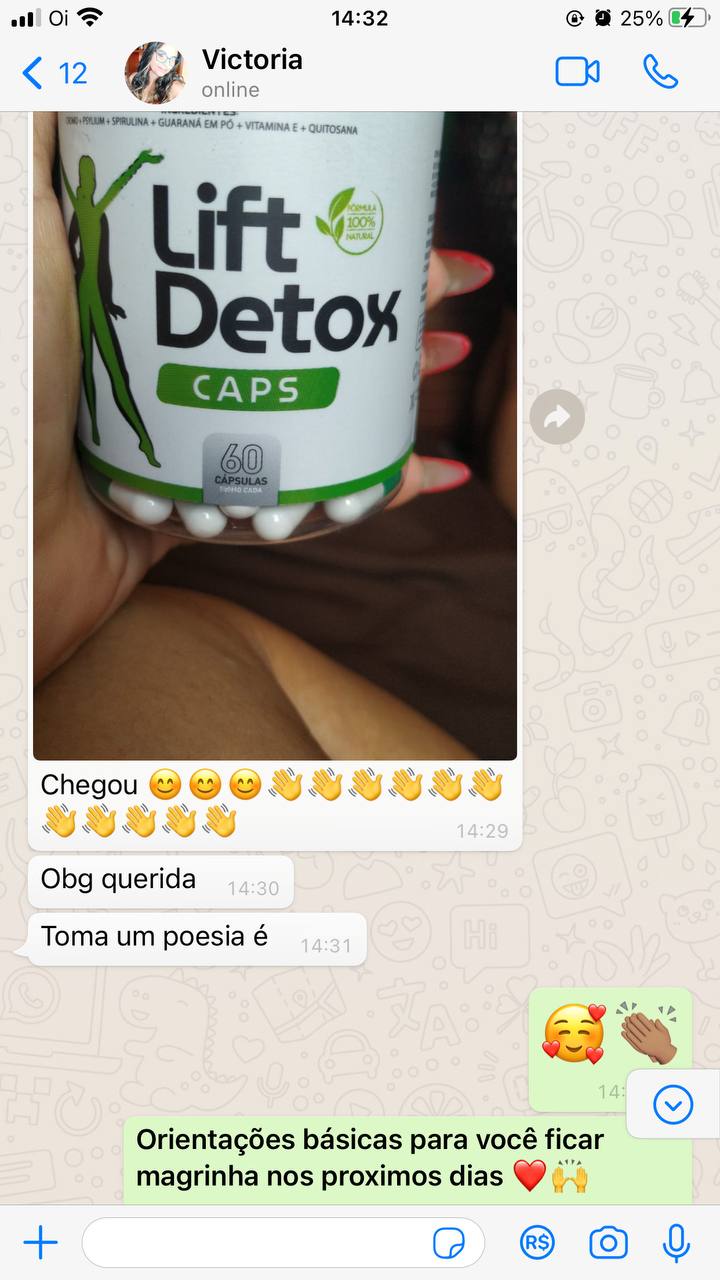 Oi
14:32
25%
12
Victoria
online
+ PSYLIUM + SPIRULINA + GUARANÁ EM PÓ + VITAMINA E + QUITOSANA
Lift
Detox
FÓRMULA
100%
NATURAL
CAPS
60
CÁPSULAS
Chegou 😊😊😊👋👋👋👋👋👋
👋👋👋👋👋
14:29
Obg querida
14:30
Toma um poesia é
14:31
🥰👏🏽
14:
Orientações básicas para você ficar
magrinha nos proximos dias ❤️🙌
R$